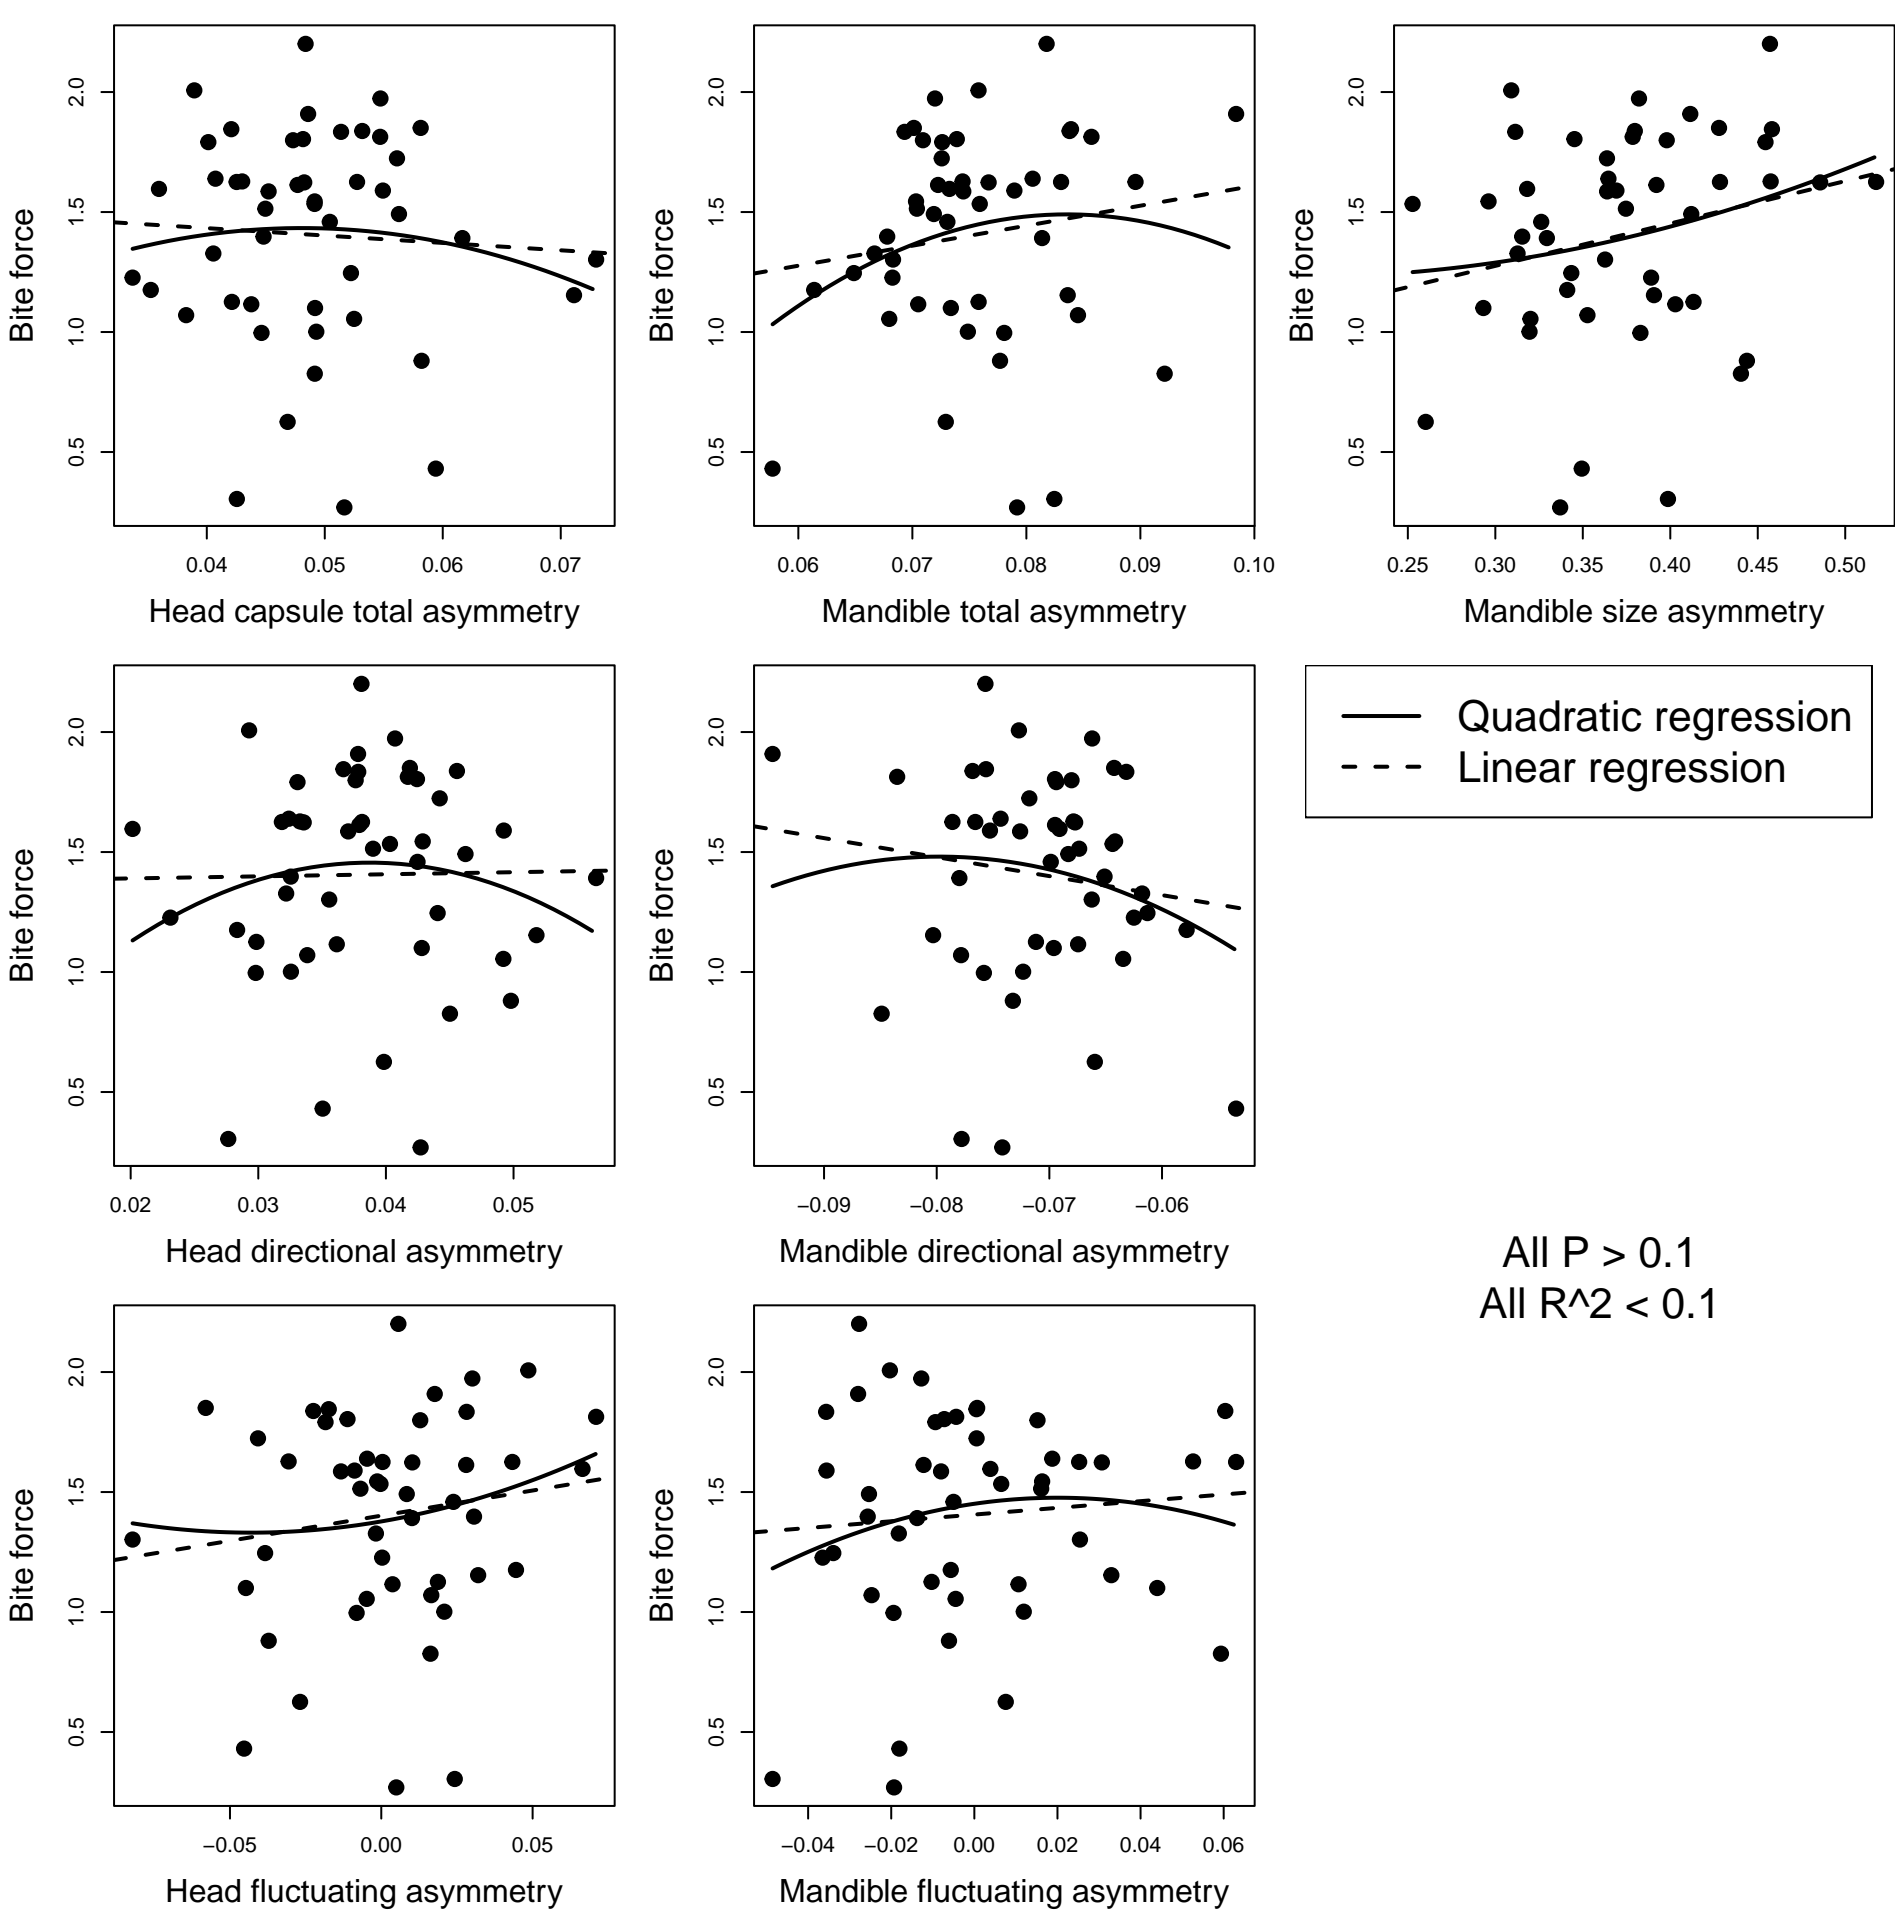 Bite force
2.0
1.5
1.0
0.5
0.04 0.05 0.06 0.07
Head capsule total asymmetry
Bite force
2.0
1.5
1.0
0.5
0.06 0.07 0.08 0.09 0.10
Mandible total asymmetry
Bite force
2.0
1.5
1.0
0.5
0.25 0.30 0.35 0.40 0.45 0.50
Mandible size asymmetry
Bite force
2.0
1.5
1.0
0.5
0.02 0.03 0.04 0.05
Head directional asymmetry
Bite force
2.0
1.5
1.0
0.5
−0.09 −0.08 −0.07 −0.06
Mandible directional asymmetry
Quadratic regression
Linear regression
All P > 0.1
All R^2 < 0.1
Bite force
2.0
1.5
1.0
0.5
−0.05 0.00 0.05
Head fluctuating asymmetry
Bite force
2.0
1.5
1.0
0.5
−0.04 −0.02 0.00 0.02 0.04 0.06
Mandible fluctuating asymmetry